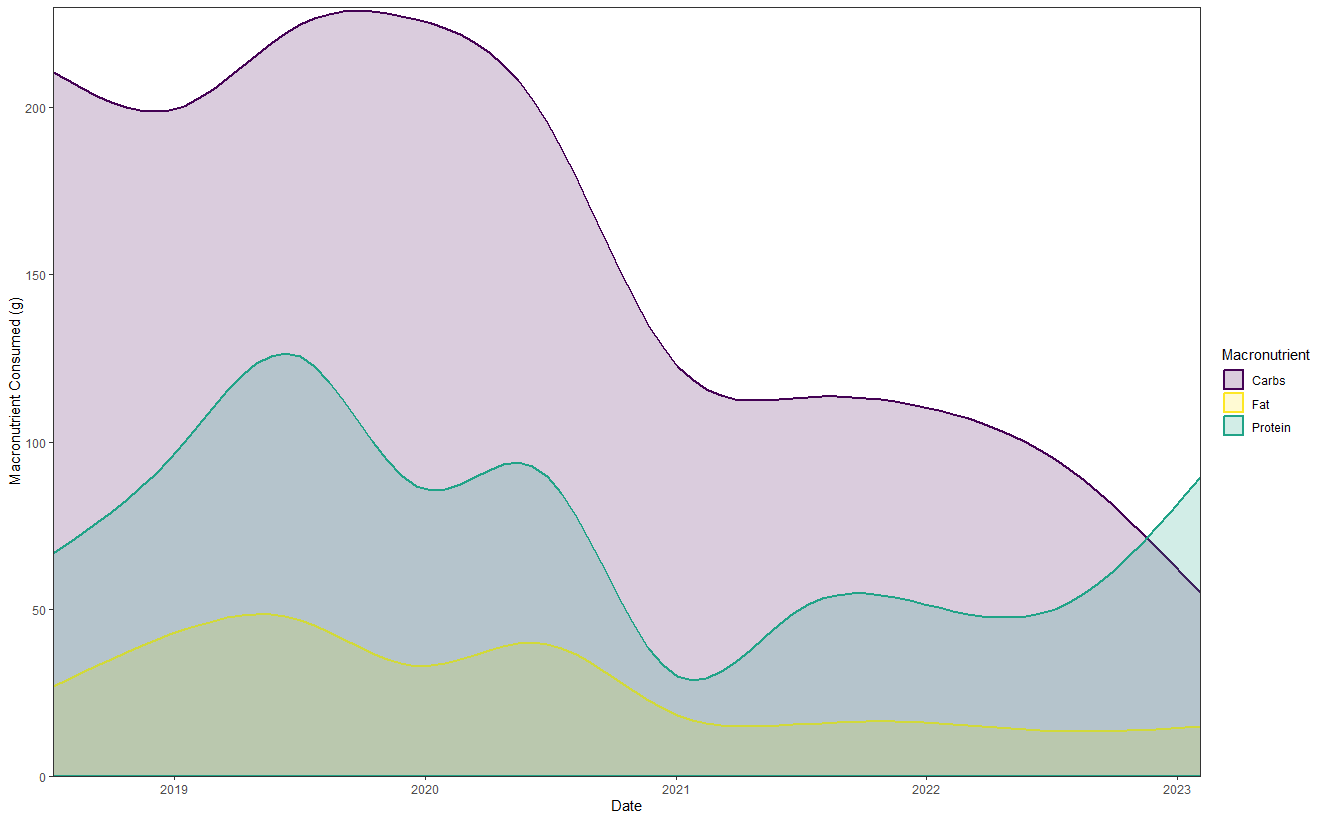 Macronutrient Consumed (g)
200
150
100
50
0
2019 2020 2021 2022 2023
Date
Macronutrient
Carbs
Fat
Protein